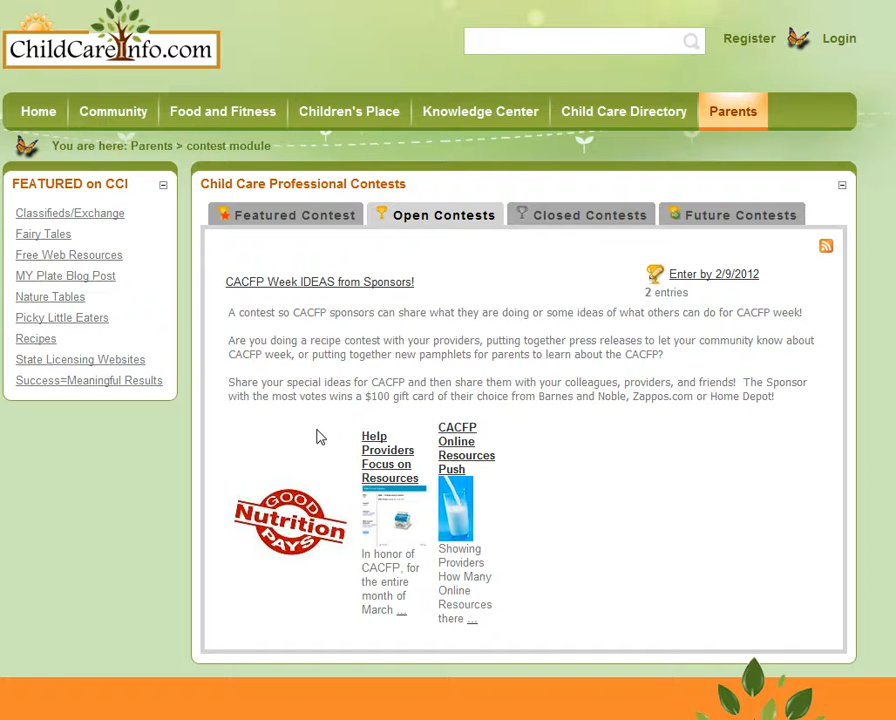 ChildCareInfo.com
Register
Login
Home
Community
Food and Fitness
Children's Place
Knowledge Center
Child Care Directory
Parents
You are here: Parents > contest module
FEATURED on CCI
Classifieds/Exchange
Fairy Tales
Free Web Resources
MY Plate Blog Post
Nature Tables
Picky Little Eaters
Recipes
State Licensing Websites
Success=Meaningful Results
Child Care Professional Contests
Featured Contest
Open Contests
Closed Contests
Future Contests
CACFP Week IDEAS from Sponsors!
Enter by 2/9/2012
2 entries
A contest so CACFP sponsors can share what they are doing or some ideas of what others can do for CACFP week!
Are you doing a recipe contest with your providers, putting together press releases to let your community know about
CACFP week, or putting together new pamphlets for parents to learn about the CACFP?
Share your special ideas for CACFP and then share them with your colleagues, providers, and friends! The Sponsor
with the most votes wins a $100 gift card of their choice from Barnes and Noble, Zappos.com or Home Depot!
GOOD
Nutrition
PAYS
Help
Providers
Focus on
Resources
In honor of
CACFP, for
the entire
month of
March ...
CACFP
Online
Resources
Push
Showing
Providers
How Many
Online
Resources
there ...